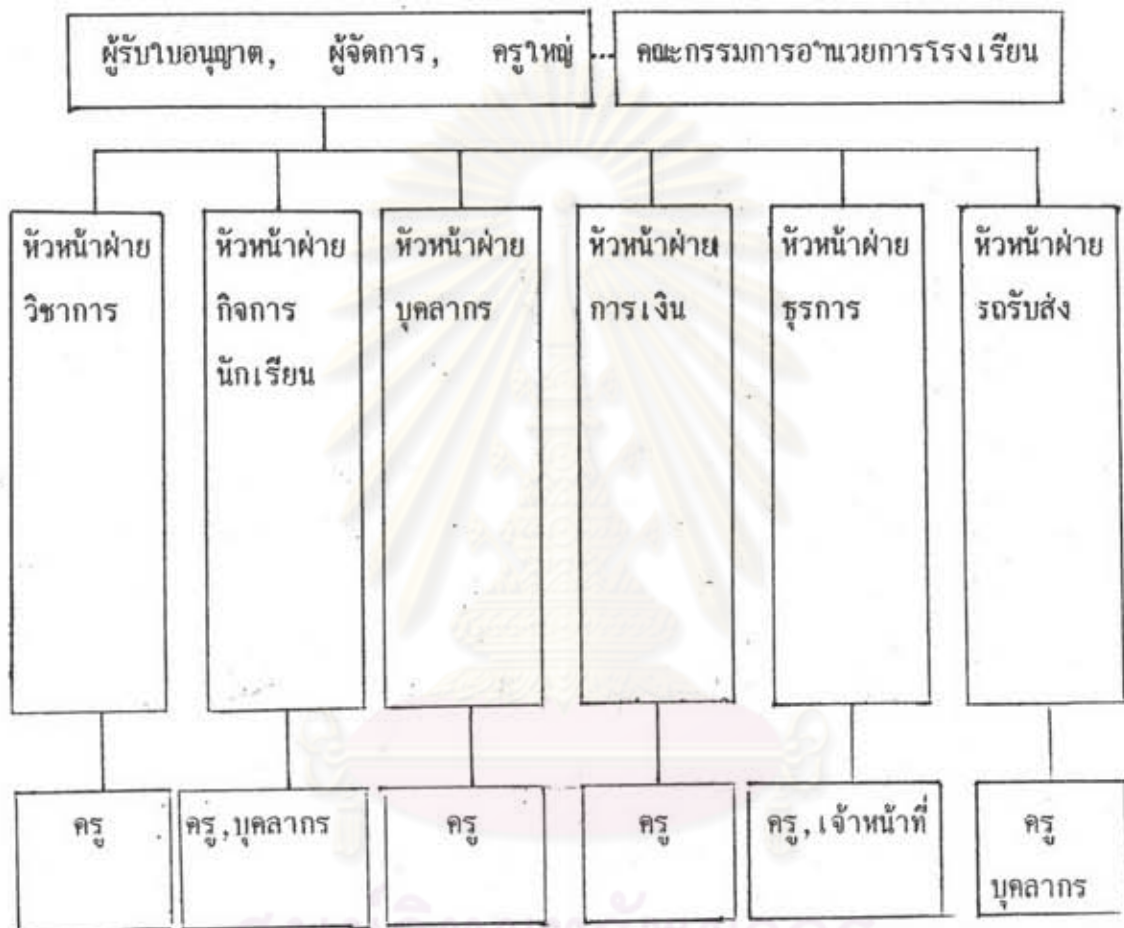 ผู้รับใบอนุญาต, ผู้จัดการ, ครูใหญ่ ... คณะกรรมการอำนวยการโรงเรียน
หัวหน้าฝ่าย
วิชาการ
หัวหน้าฝ่าย
กิจการ
นักเรียน
หัวหน้าฝ่าย
บุคลากร
หัวหน้าฝ่าย
การเงิน
หัวหน้าฝ่าย
ธุรการ
หัวหน้าฝ่าย
รถรับส่ง
ครู
ครู,บุคลากร
ครู
ครู
ครู,เจ้าหน้าที่
ครู
บุคลากร